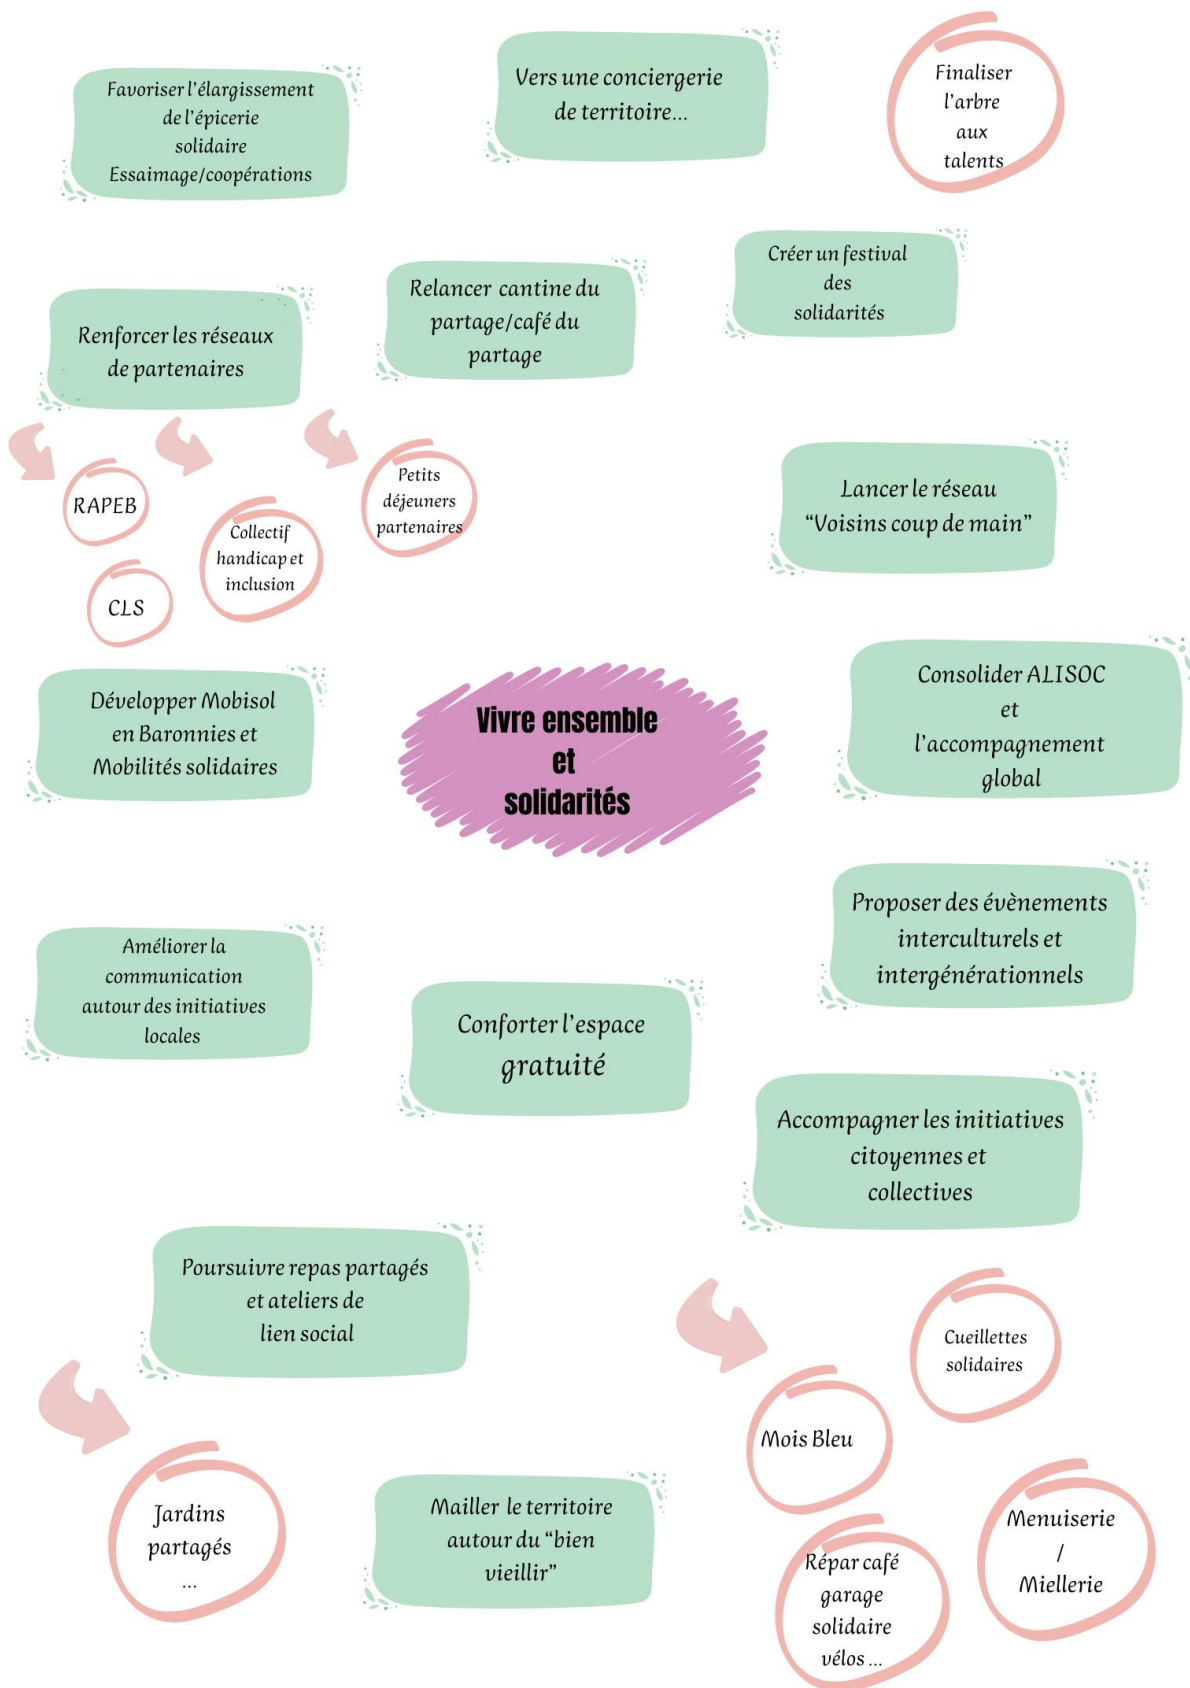 Favoriser l'élargissement
de l'épicerie
solidaire
Essaimage/coopérations
Vers une conciergerie
de territoire...
Finaliser
l'arbre
aux
talents
Renforcer les réseaux
de partenaires
Relancer cantine du
partage/café du
partage
Créer un festival
des
solidarités
RAPEB
CLS
Collectif
handicap et
inclusion
Petits
déjeuners
partenaires
Lancer le réseau
“Voisins coup de main”
Développer Mobisol
en Baronnies et
Mobilités solidaires
Vivre ensemble
et
solidarités
Consolider ALISOC
et
l'accompagnement
global
Proposer des évènements
interculturels et
intergénérationnels
Améliorer la
communication
autour des initiatives
locales
Conforter l'espace
gratuité
Accompagner les initiatives
citoyennes et
collectives
Poursuivre repas partagés
et ateliers de
lien social
Jardins
partagés
...
Mailler le territoire
autour du “bien
vieillir”
Cueillettes
solidaires
Mois Bleu
Répar café
garage
solidaire
vélos ...
Menuiserie
/
Miellerie